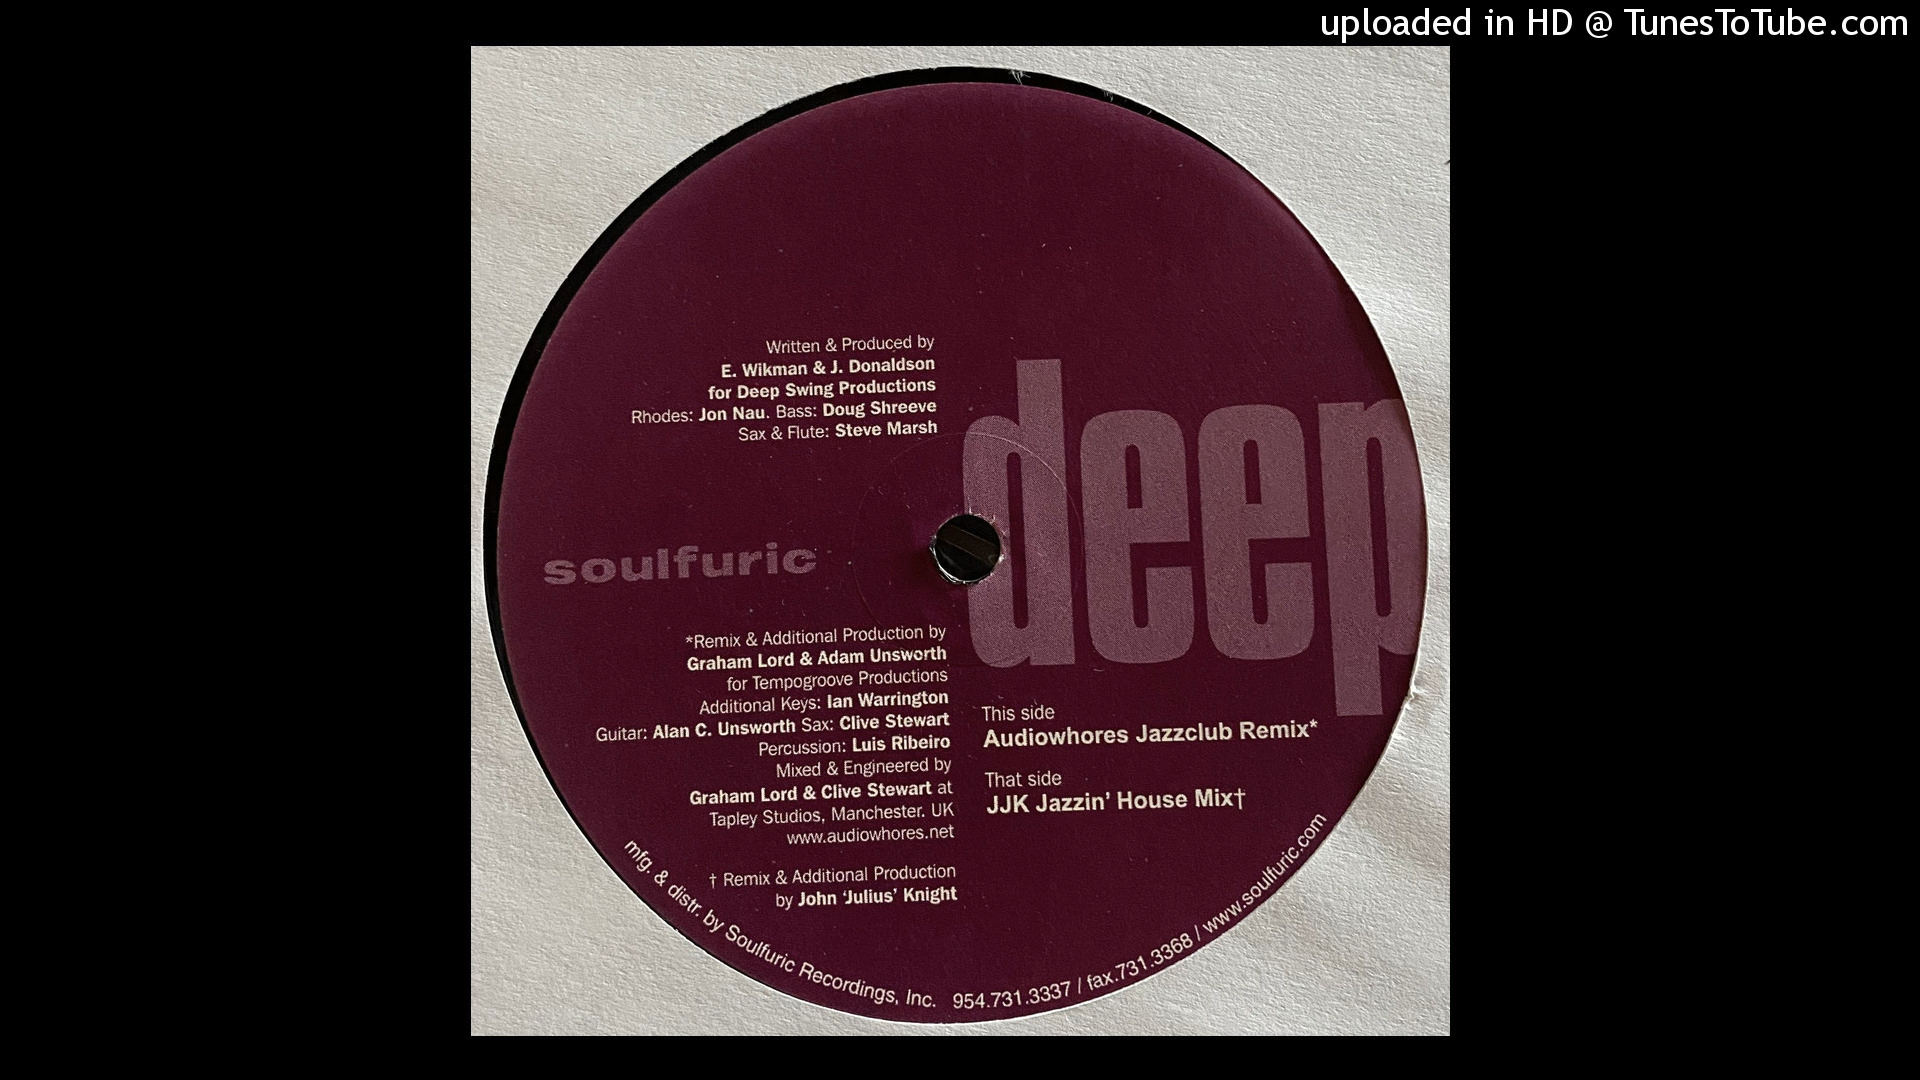 uploaded in HD @ TunesToTube.com
Written & Produced by
E. Wikman & J. Donaldson
for Deep Swing Productions
Rhodes: Jon Nau. Bass: Doug Shreeve
Sax & Flute: Steve Marsh
deep
soulfuric
*Remix & Additional Production by
Graham Lord & Adam Unsworth
for Tempogroove Productions
Additional Keys: Ian Warrington
Guitar: Alan C. Unsworth Sax: Clive Stewart
Percussion: Luis Ribeiro
Mixed & Engineered by
Graham Lord & Clive Stewart at
Tapley Studios, Manchester. UK
www.audiowhores.net
† Remix & Additional Production
by John ‘Julius’ Knight
This side
Audiowhores Jazzclub Remix*
That side
JJK Jazzin’ House Mix†
mfg. & distr. by Soulfuric Recordings, Inc. 954.731.3337 / fax.731.3368 / www.soulfuric.com